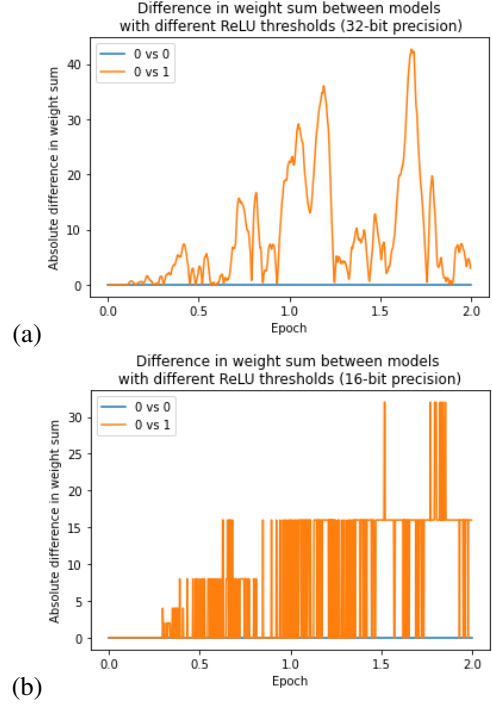 Difference in weight sum between models
with different ReLU thresholds (32-bit precision)
0 vs 0
0 vs 1
Absolute difference in weight sum
40
30
20
10
0
0.0 0.5 1.0 1.5 2.0
Epoch
(a)
Difference in weight sum between models
with different ReLU thresholds (16-bit precision)
0 vs 0
0 vs 1
Absolute difference in weight sum
30
25
20
15
10
5
0
0.0 0.5 1.0 1.5 2.0
Epoch
(b)